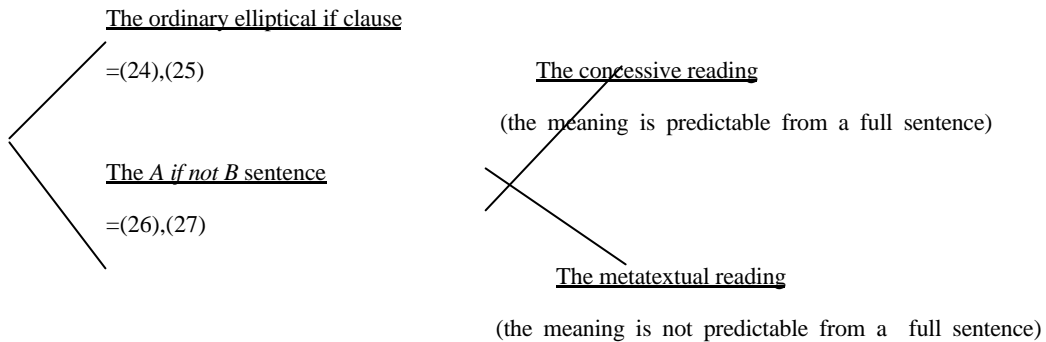 The ordinary elliptical if clause
=(24),(25)
The concessive reading
(the meaning is predictable from a full sentence)
The A if not B sentence
=(26),(27)
The metatextual reading
(the meaning is not predictable from a full sentence)